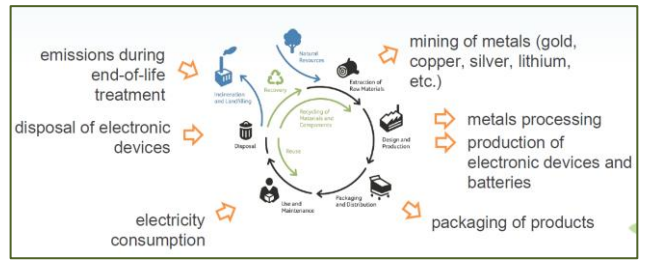 emissions during
end-of-life
treatment
disposal of electronic
devices
electricity
consumption
Natural
Resources
Incineration
and Landfilling
Recovery
Extraction of
Raw Materials
Recycling of
Materials and
Components
Disposal
Design and
Production
Reuse
Use and
Maintenance
Packaging
and Distribution
mining of metals (gold,
copper, silver, lithium,
etc.)
metals processing
production of
electronic devices and
batteries
packaging of products